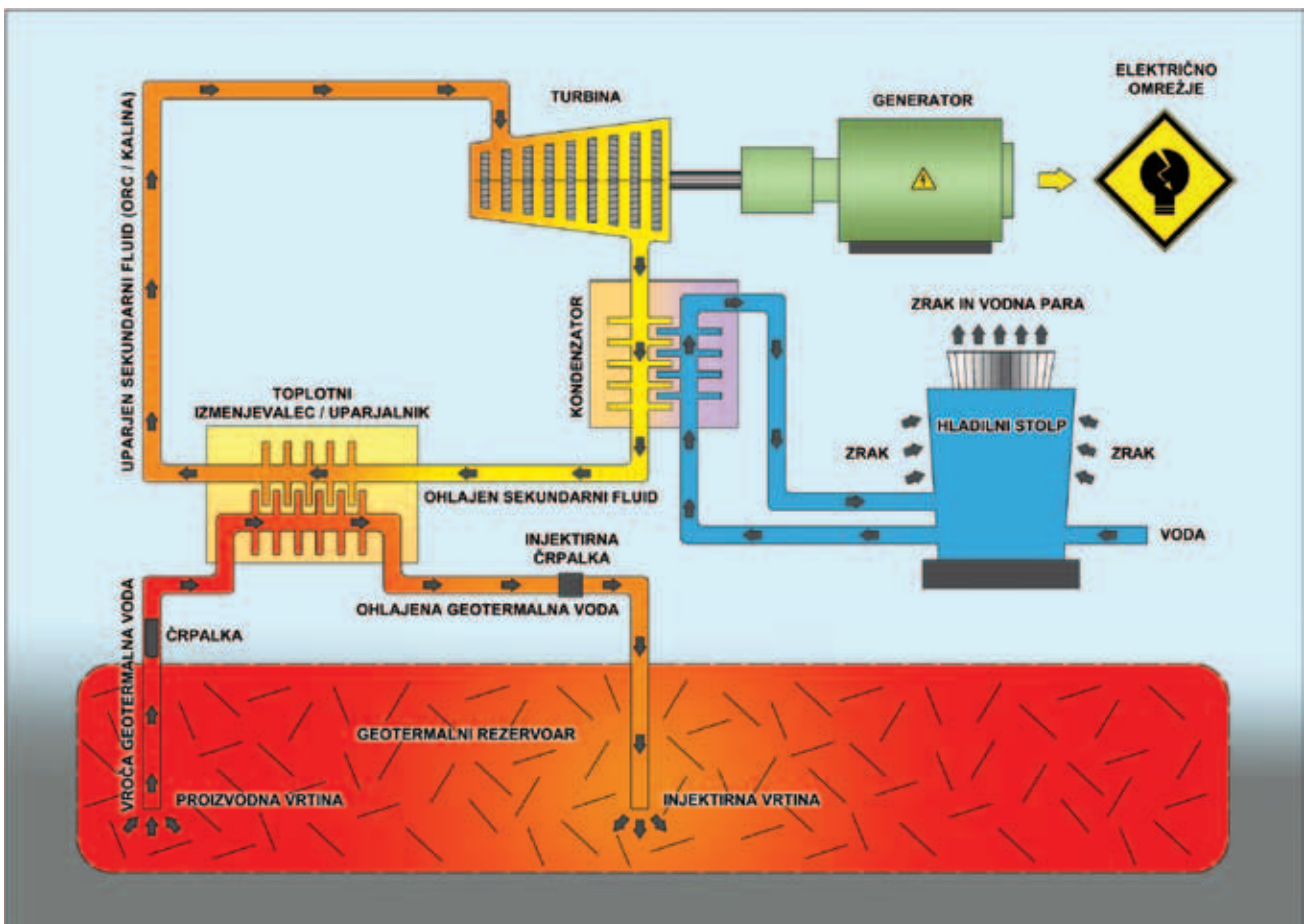 ELEKTRIČNO
OMREŽJE
TURBINA
GENERATOR
UPARJEN SEKUNDARNI FLUID (ORC / KALINA)
KONDENZATOR
ZRAK IN VODNA PARA
TOPLOTNI
IZMENJEVALEC / UPARJALNIK
HLADILNI STOLP
ZRAK
ZRAK
OHLAJEN SEKUNDARNI FLUID
VODA
INJEKTIRNA
ČRPALKA
OHLAJENA GEOTERMALNA VODA
VROČA GEOTERMALNA VODA
ČRPALKA
GEOTERMALNI REZERVOAR
PROIZVODNA VRTINA
INJEKTIRNA VRTINA